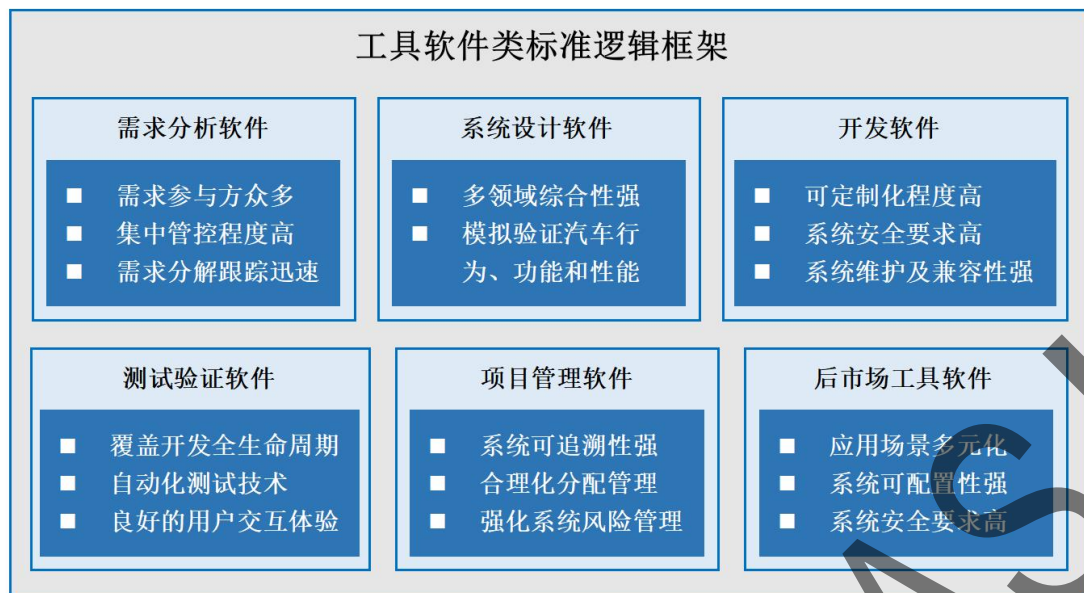 工具软件类标准逻辑框架
需求分析软件
■ 需求参与方众多
■ 集中管控程度高
■ 需求分解跟踪迅速
系统设计软件
■ 多领域综合性强
■ 模拟验证汽车行
为、功能和性能
开发软件
■ 可定制化程度高
■ 系统安全要求高
■ 系统维护及兼容性强
测试验证软件
■ 覆盖开发全生命周期
■ 自动化测试技术
■ 良好的用户交互体验
项目管理软件
■ 系统可追溯性强
■ 合理化分配管理
■ 强化系统风险管理
后市场工具软件
■ 应用场景多元化
■ 系统可配置性强
■ 系统安全要求高